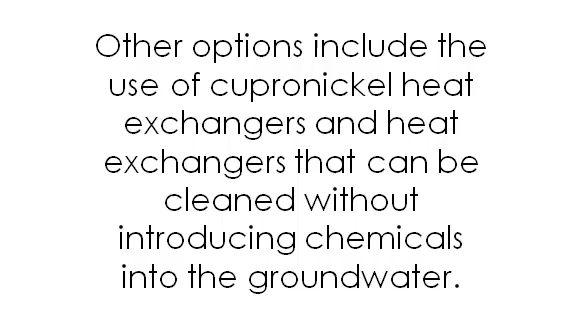 Other options include the
use of cupronickel heat
exchangers and heat
exchangers that can be
cleaned without
introducing chemicals
into the groundwater.